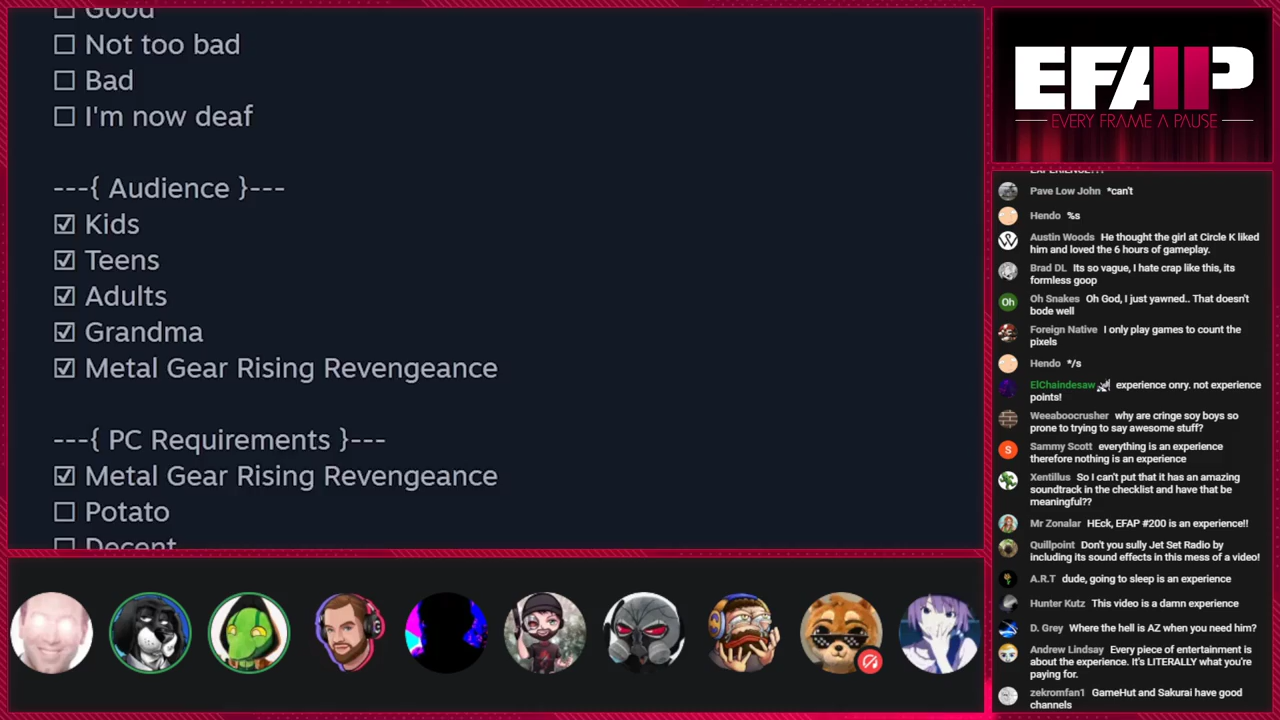 Good
☐ Not too bad
☐ Bad
☐ I'm now deaf
---{ Audience }---
☑ Kids
☑ Teens
☑ Adults
☑ Grandma
☑ Metal Gear Rising Revengeance
---{ PC Requirements }---
☑ Metal Gear Rising Revengeance
☐ Potato
Decent
EFAP
EVERY FRAME A PAUSE
EXPERIENCE!!!
Pave Low John *can't
Hendo %s
Austin Woods He thought the girl at Circle K liked
him and loved the 6 hours of gameplay.
Brad DL Its so vague, I hate crap like this, its
formless goop
Oh
Oh Snakes Oh God, I just yawned.. That doesn't
bode well
Foreign Native I only play games to count the
pixels
Hendo */s
ElChaindesaw experience onry. not experience
points!
Weeaboocrusher why are cringe soy boys so
prone to trying to say awesome stuff?
S
Sammy Scott everything is an experience
therefore nothing is an experience
Xentillus So I can't put that it has an amazing
soundtrack in the checklist and have that be
meaningful??
Mr Zonalar HEck, EFAP #200 is an experience!!
Quillpoint Don't you sully Jet Set Radio by
including its sound effects in this mess of a video!
A.R.T dude, going to sleep is an experience
Hunter Kutz This video is a damn experience
D. Grey Where the hell is AZ when you need him?
Andrew Lindsay Every piece of entertainment is
about the experience. It's LITERALLY what you're
paying for.
zekromfan1 GameHut and Sakurai have good
channels